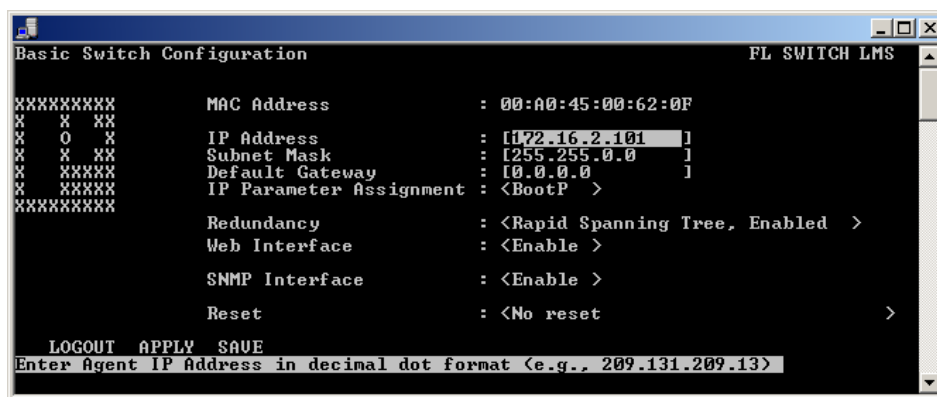 Basic Switch Configuration FL SWITCH LMS
XXXXXXXXX MAC Address : 00:A0:45:00:62:0F
X X XX
X O X IP Address : [172.16.2.101 ]
X X XX Subnet Mask : [255.255.0.0 ]
X XXXXX Default Gateway : [0.0.0.0 ]
X XXXXX IP Parameter Assignment : <BootP >
XXXXXXXXX
Redundancy : <Rapid Spanning Tree, Enabled >
Web Interface : <Enable >
SNMP Interface : <Enable >
Reset : <No reset >
LOGOUT APPLY SAVE
Enter Agent IP Address in decimal dot format (e.g., 209.131.209.13)